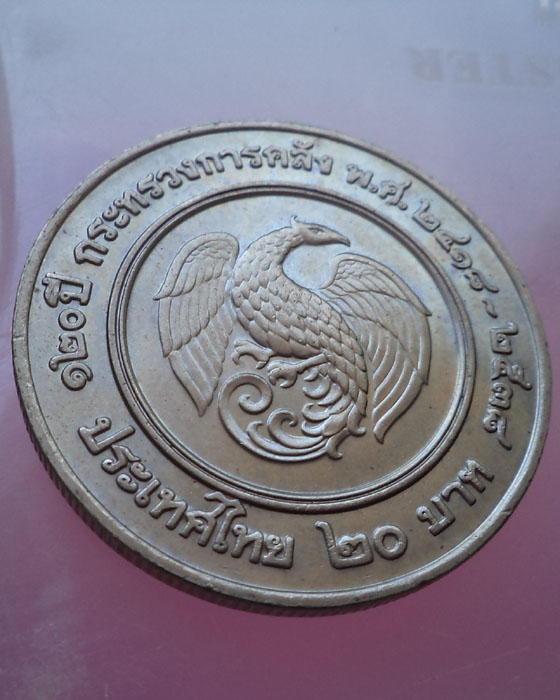 ๑๒๐ปี กระทรวงการคลัง พ.ศ. ๒๔๑๘ - ๒๕๓๘
ประเทศไทย ๒๐ บาท